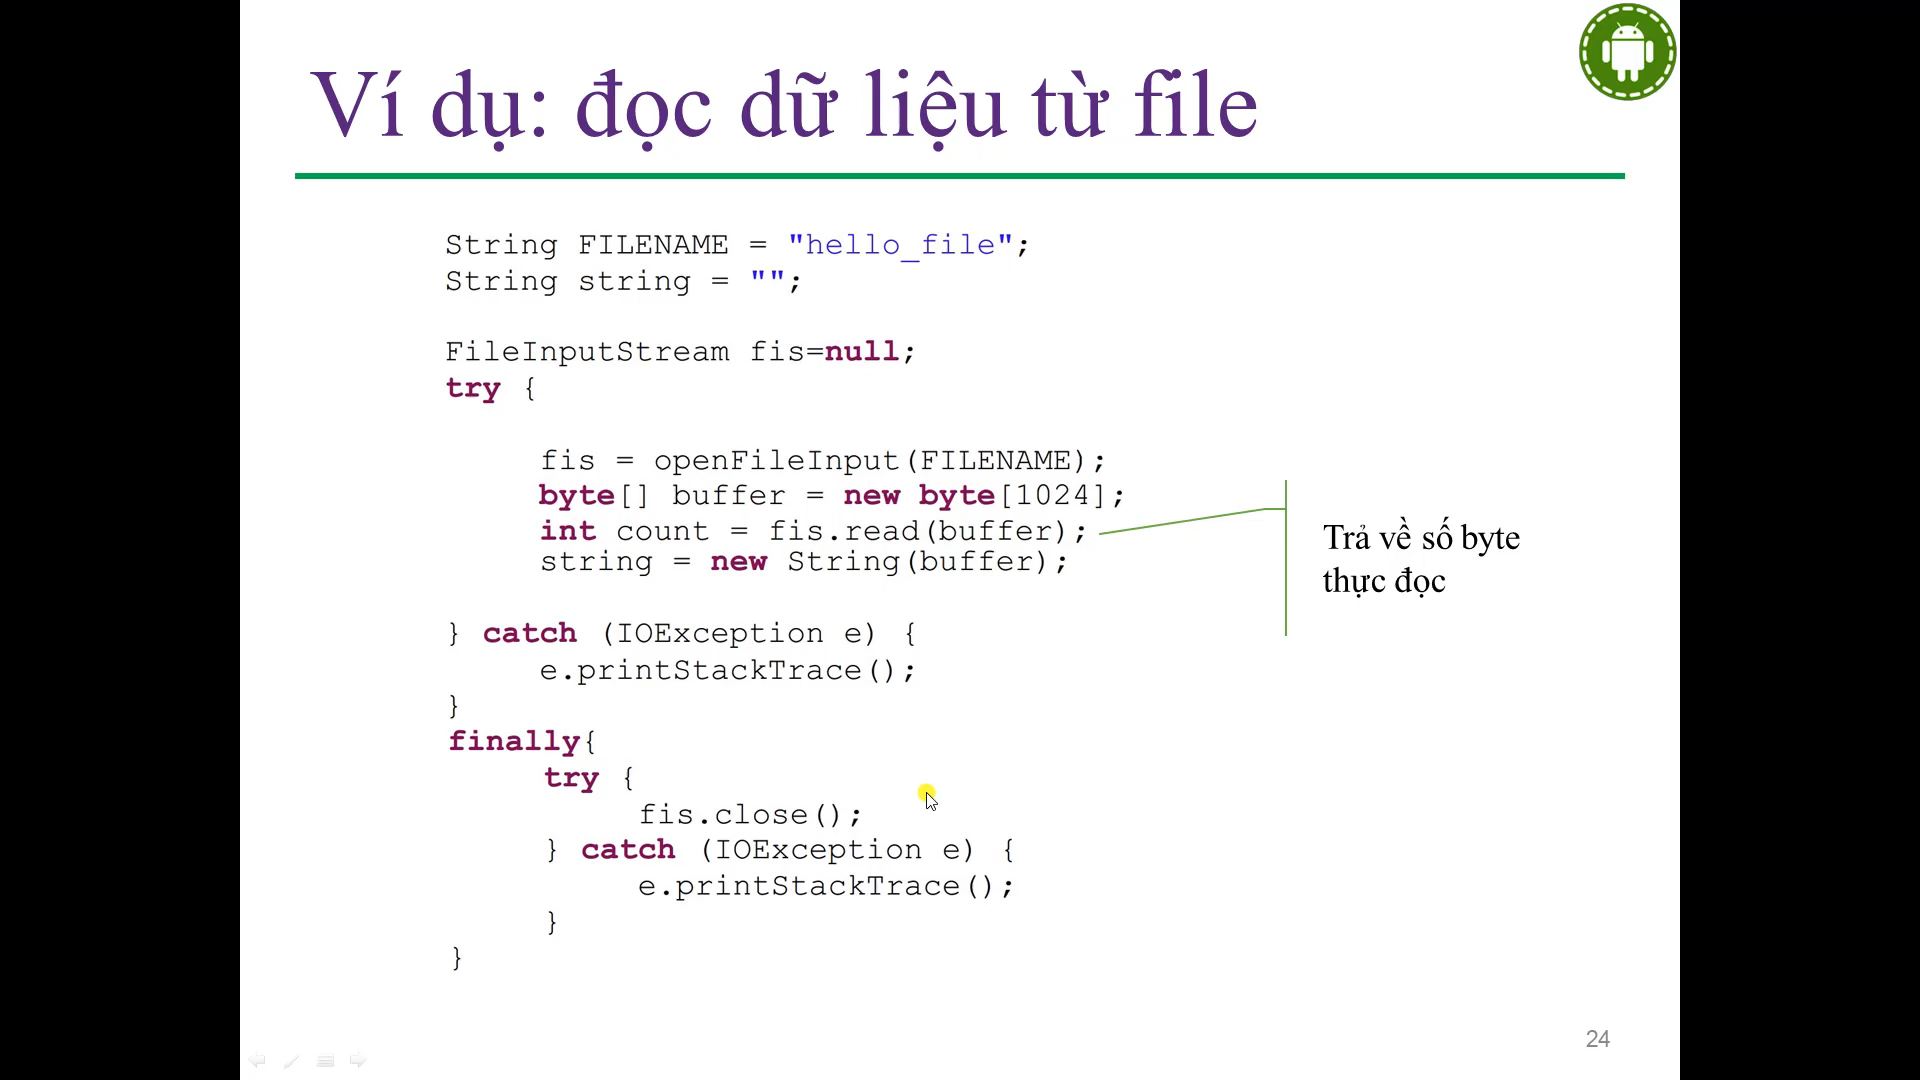 Ví dụ: đọc dữ liệu từ file
String FILENAME = "hello_file";
String string = "";
FileInputStream fis=null;
try {
fis = openFileInput(FILENAME);
byte[] buffer = new byte[1024];
int count = fis.read(buffer);
string = new String(buffer);
Trả về số byte
thực đọc
} catch (IOException e) {
e.printStackTrace();
}
finally{
try {
fis.close();
} catch (IOException e) {
e.printStackTrace();
}
}
24